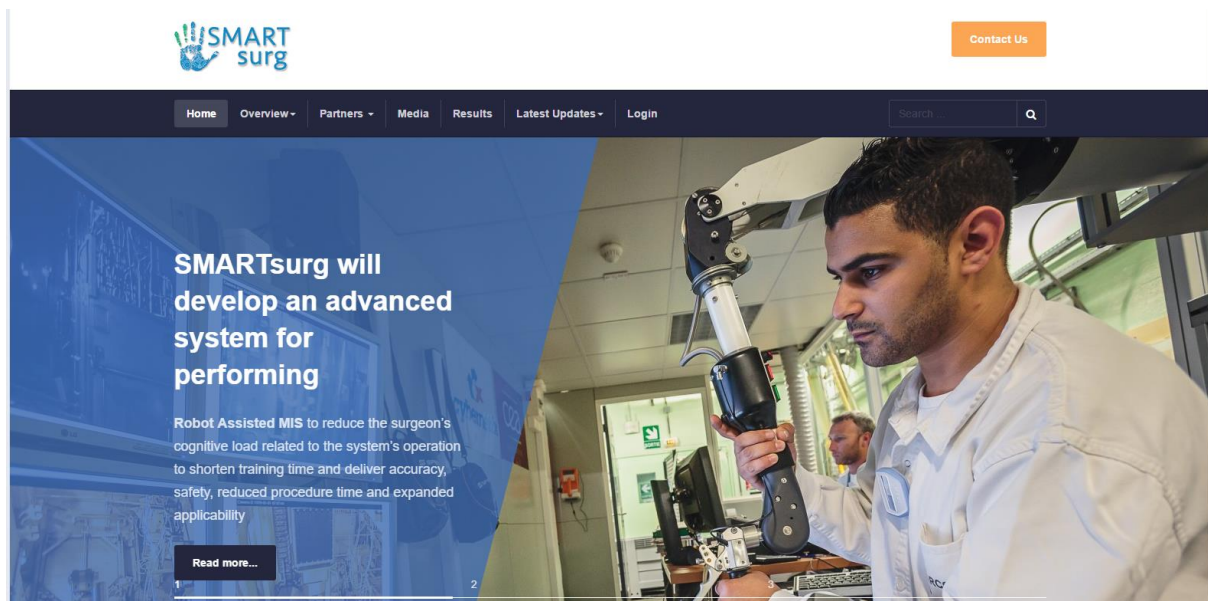 SMART
surg
Contact Us
Home Overview Partners Media Results Latest Updates Login
Search ...
SMARTsurg will
develop an advanced
system for
performing
Robot Assisted MIS to reduce the surgeon's
cognitive load related to the system's operation
to shorten training time and deliver accuracy,
safety, reduced procedure time and expanded
applicability
Read more...
1 2
LG